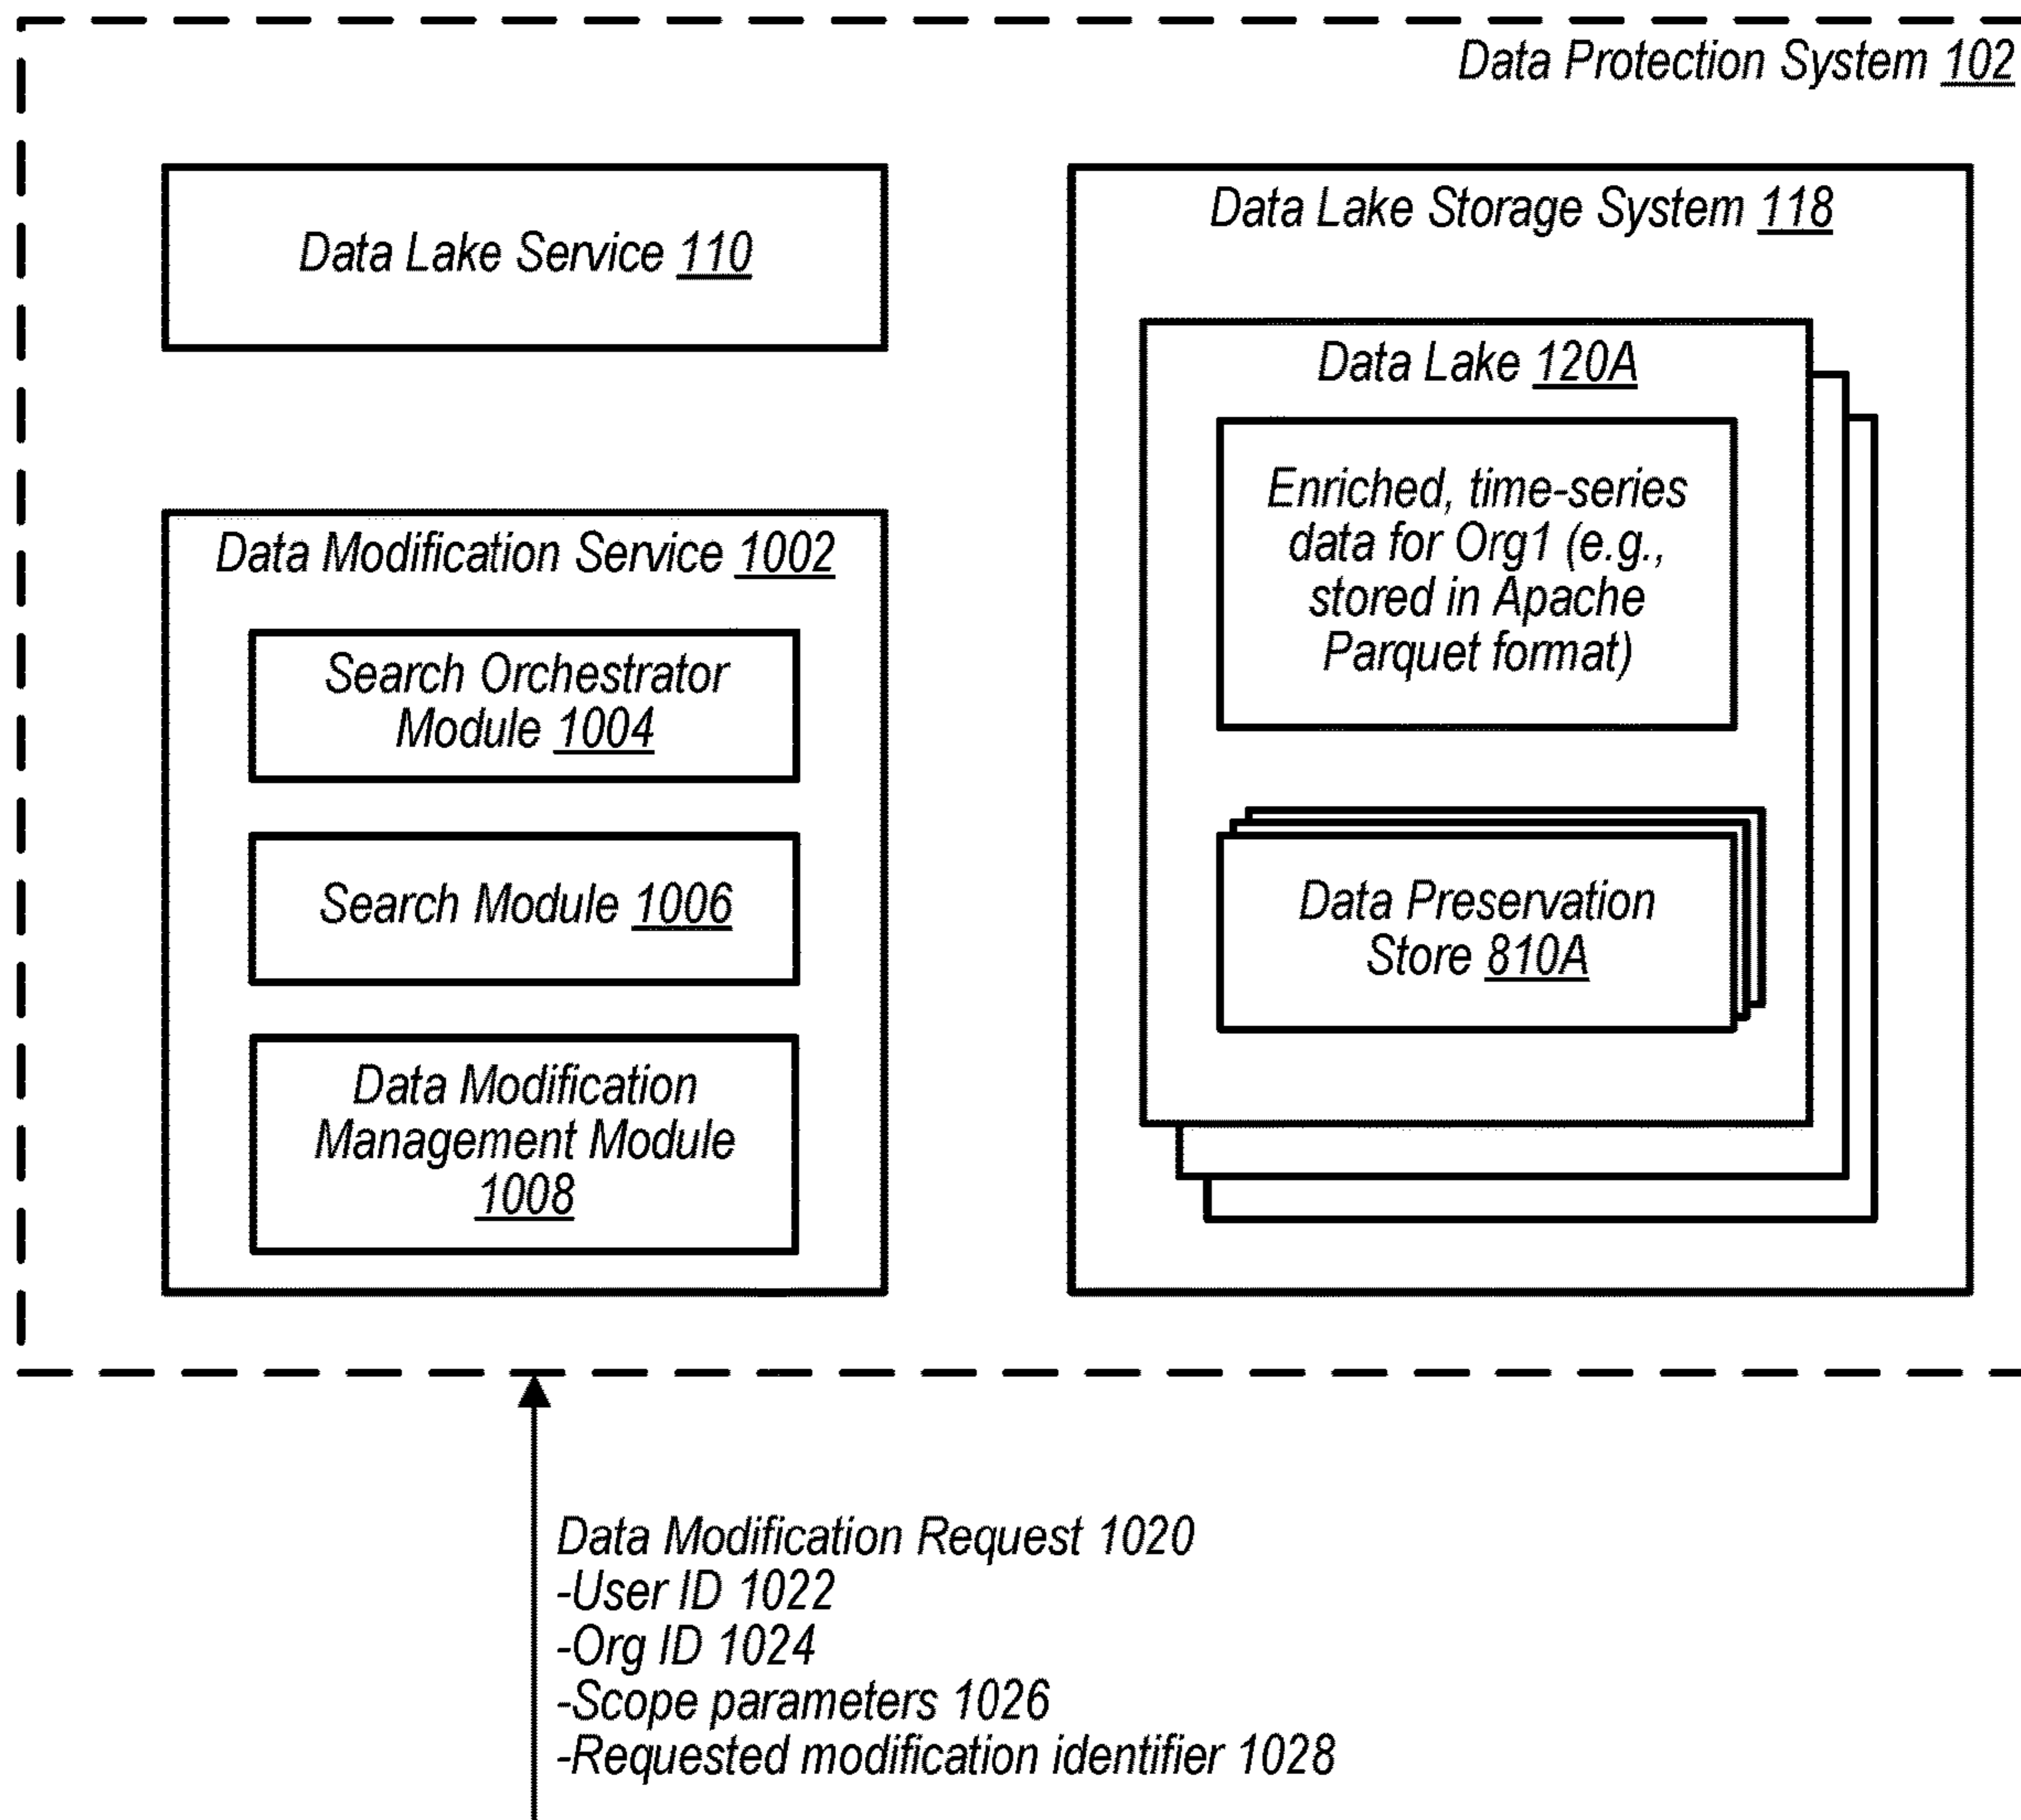 Data Protection System 102
Data Lake Service 110
Data Modification Service 1002
Search Orchestrator
Module 1004
Search Module 1006
Data Modification
Management Module
1008
Data Lake Storage System 118
Data Lake 120A
Enriched, time-series
data for Org1 (e.g.,
stored in Apache
Parquet format)
Data Preservation
Store 810A
Data Modification Request 1020
-User ID 1022
-Org ID 1024
-Scope parameters 1026
-Requested modification identifier 1028